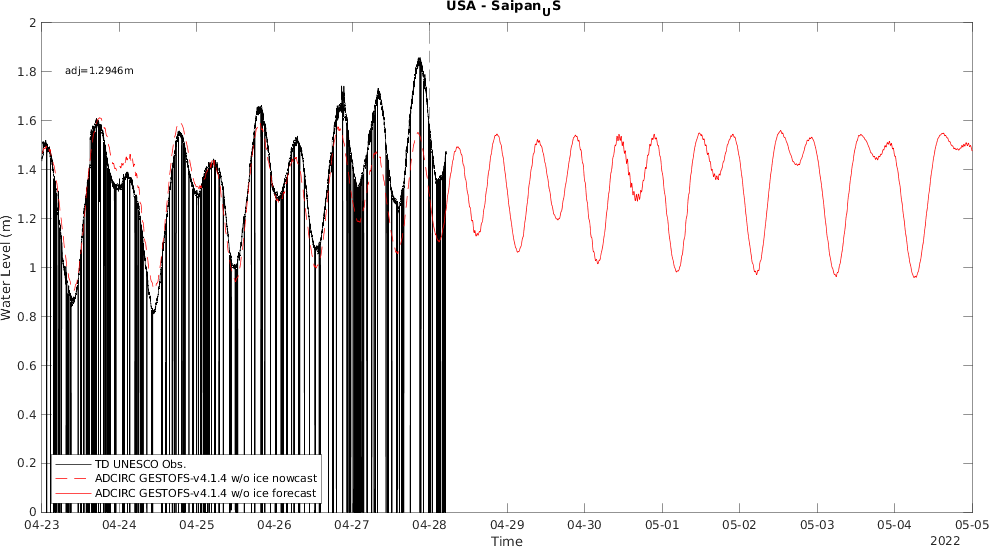 USA - Saipan_US
2
1.8
1.6
1.4
1.2
1
0.8
0.6
0.4
0.2
0
Water Level (m)
adj=1.2946m
TD UNESCO Obs.
ADCIRC GESTOFS-v4.1.4 w/o ice nowcast
ADCIRC GESTOFS-v4.1.4 w/o ice forecast
04-23 04-24 04-25 04-26 04-27 04-28 04-29 04-30 05-01 05-02 05-03 05-04 05-05
Time
2022